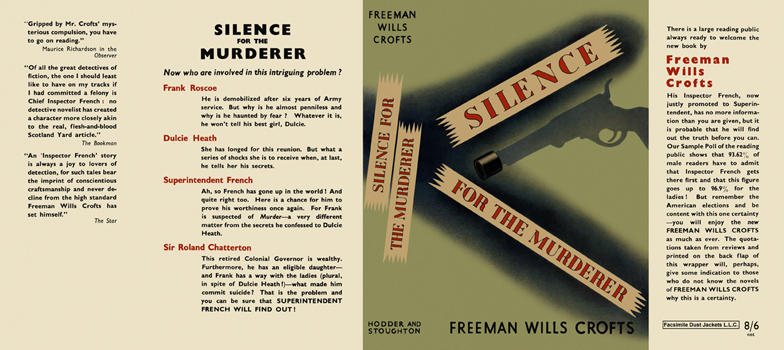 "Gripped by Mr. Crofts' mys-
terious compulsion, you have
to go on reading."
Maurice Richardson in the
Observer
"Of all the great detectives of
fiction, the one I should least
like to have on my tracks if
I had committed a felony is
Chief Inspector French : no
detective novelist has created
a character more closely akin
to the real, flesh-and-blood
Scotland Yard article."
The Bookman
"An 'Inspector French' story
is always a joy to lovers of
detection, for such tales bear
the imprint of conscientious
craftsmanship and never de-
cline from the high standard
Freeman Wills Crofts has
set himself."
The Star
SILENCE
FOR THE
MURDERER
Now who are involved in this intriguing problem ?
Frank Roscoe
He is demobilized after six years of Army
service. But why is he almost penniless and
why is he haunted by fear ? Whatever it is,
he won't tell his best girl, Dulcie.
Dulcie Heath
She has longed for this reunion. But what a
series of shocks she is to receive when, at last,
he tells her his secrets.
Superintendent French
Ah, so French has gone up in the world ! And
quite right too. Here is a chance for him to
prove his worthiness once again. For Frank
is suspected of Murder—a very different
matter from the secrets he confessed to Dulcie
Heath.
Sir Roland Chatterton
This retired Colonial Governor is wealthy.
Furthermore, he has an eligible daughter—
and Frank has a way with the ladies (plural,
in spite of Dulcie Heath !)—what made him
commit suicide ? That is the problem and
you can be sure that SUPERINTENDENT
FRENCH WILL FIND OUT !
FREEMAN
WILLS
CROFTS
SILENCE FOR
THE MURDERER
HODDER AND
STOUGHTON
SILENCE
FOR THE MURDERER
FREEMAN WILLS CROFTS
There is a large reading public
always ready to welcome the
new book by
Freeman
Wills
Crofts
His Inspector French, now
justly promoted to Superin-
tendent, has no more informa-
tion than you are given, but it
is probable that he will find
out the truth before you can.
Our Sample Poll of the reading
public shows that 93.62% of
male readers have to admit
that Inspector French gets
there first and that this figure
goes up to 96.9% for the
ladies ! But remember the
American elections and be
content with this one certainty
—you will enjoy the new
FREEMAN WILLS CROFTS
as much as ever. The quota-
tions taken from reviews and
printed on the back flap of
this wrapper will, perhaps,
give some indication to those
who do not know the novels
of FREEMAN WILLS CROFTS
why this is a certainty.
Facsimile Dust Jackets L.L.C.
8/6
net.